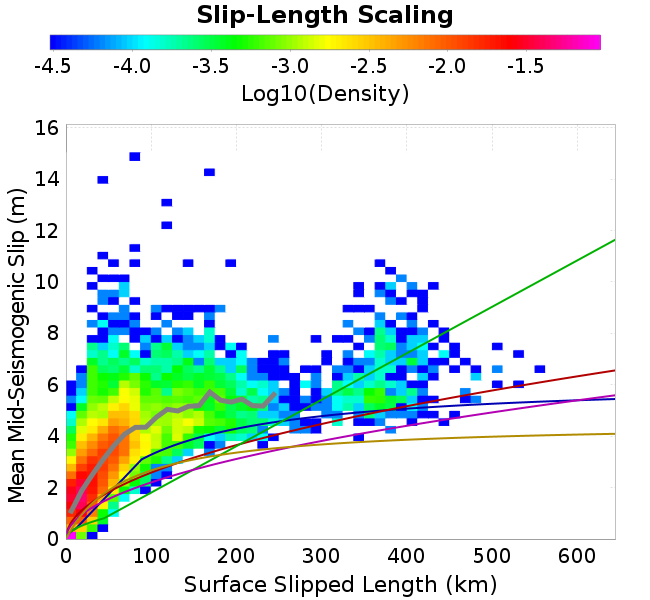 Slip-Length Scaling
-4.5 -4.0 -3.5 -3.0 -2.5 -2.0 -1.5
Log10(Density)
16
14
12
10
8
6
4
2
0
Mean Mid-Seismogenic Slip (m)
0 100 200 300 400 500 600
Surface Slipped Length (km)